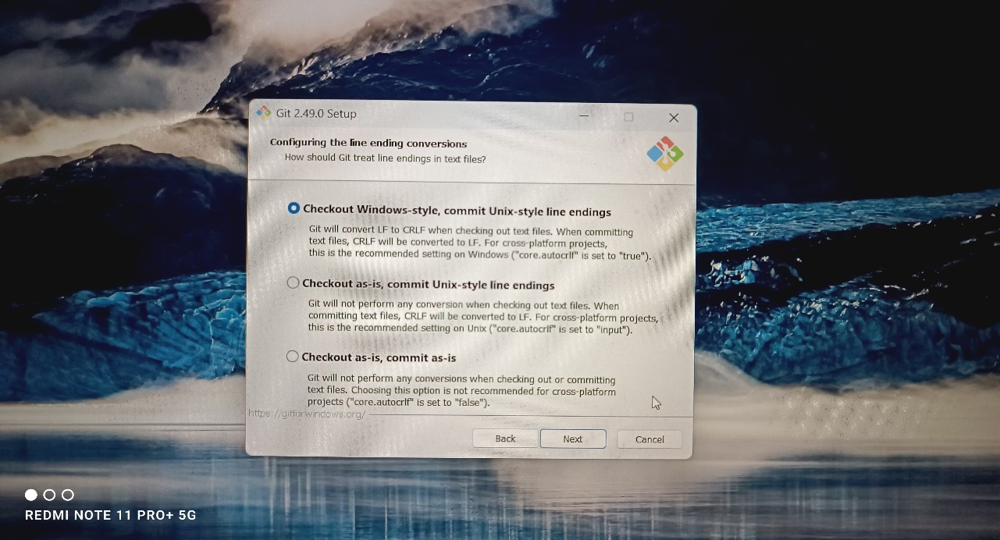 Git 2.49.0 Setup
Configuring the line ending conversions
How should Git treat line endings in text files?
Checkout Windows-style, commit Unix-style line endings
Git will convert LF to CRLF when checking out text files. When committing
text files, CRLF will be converted to LF. For cross-platform projects,
this is the recommended setting on Windows ("core.autocrlf" is set to "true").
Checkout as-is, commit Unix-style line endings
Git will not perform any conversion when checking out text files. When
committing text files, CRLF will be converted to LF. For cross-platform projects,
this is the recommended setting on Unix ("core.autocrlf" is set to "input").
Checkout as-is, commit as-is
Git will not perform any conversions when checking out or committing
text files. Choosing this option is not recommended for cross-platform
projects ("core.autocrlf" is set to "false").
https://gitforwindows.org/
Back
Next
Cancel
REDMI NOTE 11 PRO+ 5G